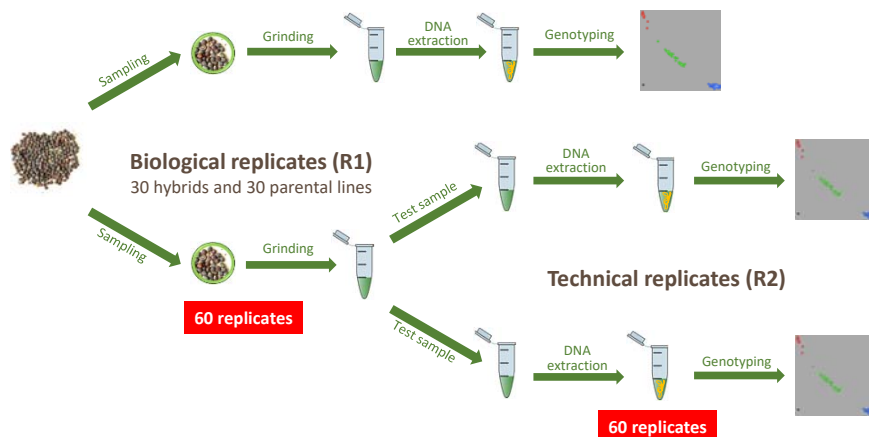 Sampling
Grinding
DNA
extraction
Genotyping
Biological replicates (R1)
30 hybrids and 30 parental lines
Sampling
Grinding
60 replicates
Test sample
DNA
extraction
Genotyping
Technical replicates (R2)
Test sample
DNA
extraction
Genotyping
60 replicates